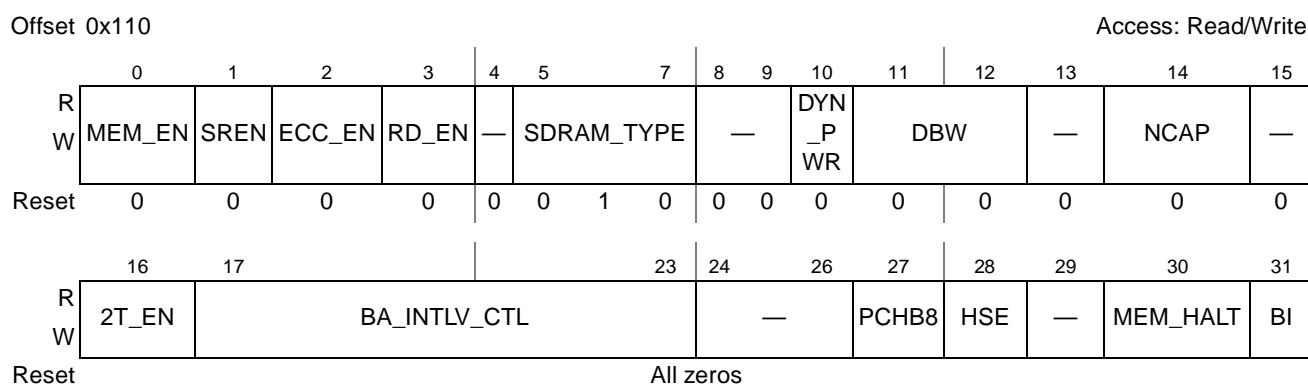 Offset 0x110 Access: Read/Write
0 1 2 3 4 5 7 8 9 10 11 12 13 14 15
R
W
MEM_EN SREN ECC_EN RD_EN — SDRAM_TYPE — DYN
_P
WR
DBW — NCAP —
Reset 0 0 0 0 0 0 1 0 0 0 0 0 0 0 0 0
16 17 23 24 26 27 28 29 30 31
R
W
2T_EN BA_INTLV_CTL — PCHB8 HSE — MEM_HALT BI
Reset All zeros